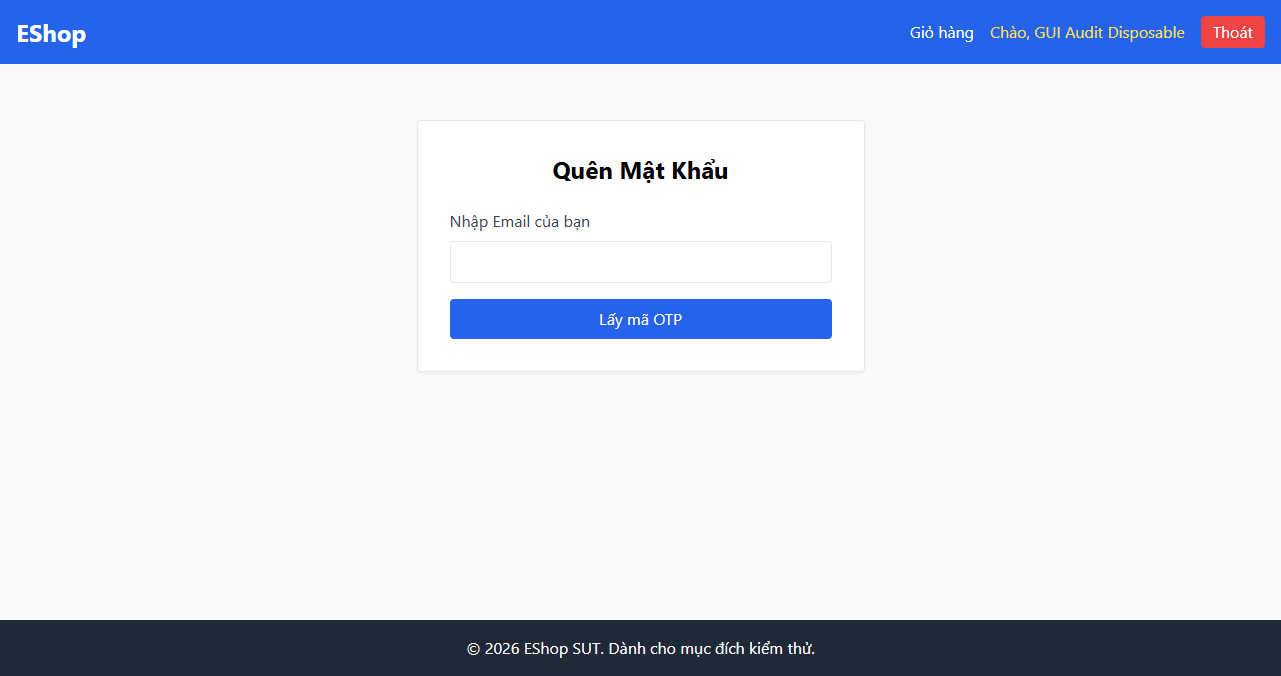 EShop
Giỏ hàng
Chào, GUI Audit Disposable
Thoát
Quên Mật Khẩu
Nhập Email của bạn
Lấy mã OTP
© 2026 EShop SUT. Dành cho mục đích kiểm thử.